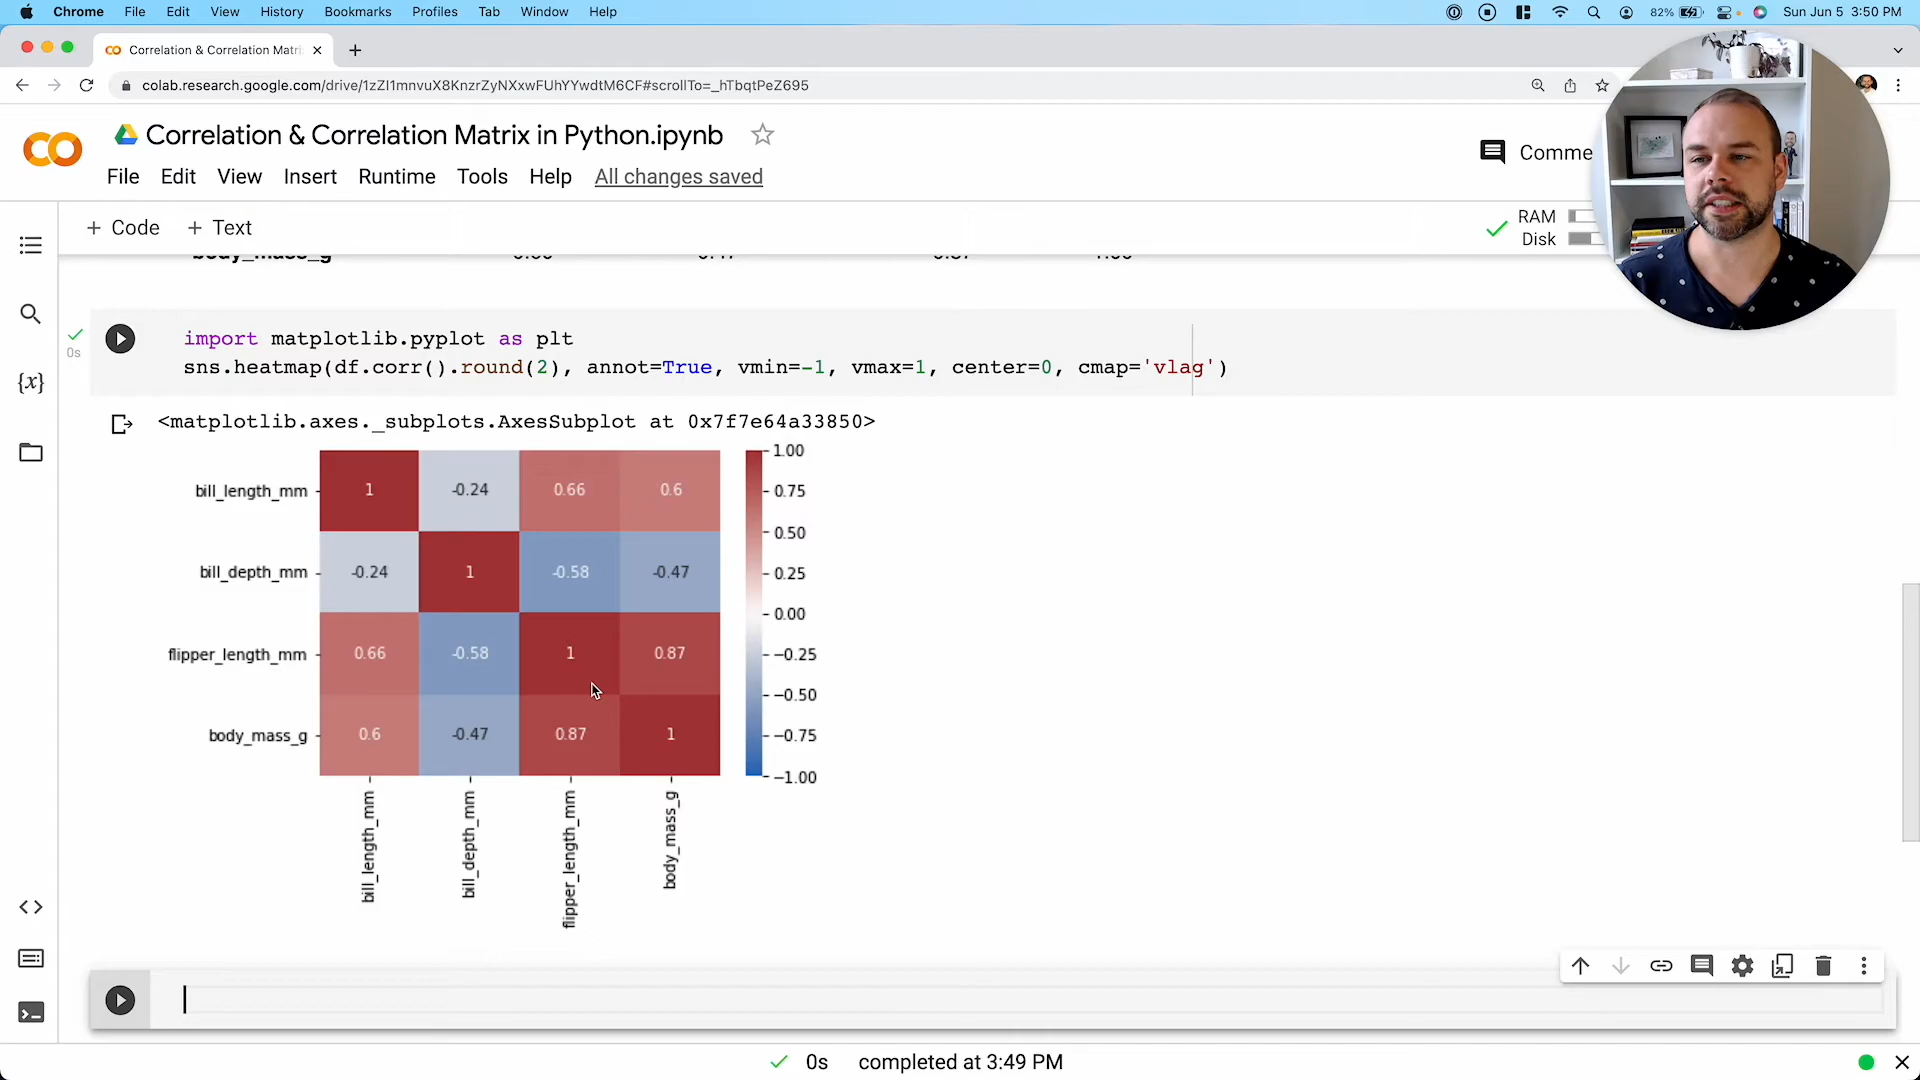 Chrome File Edit View History Bookmarks Profiles Tab Window Help 82% Sun Jun 5 3:50 PM
Correlation & Correlation Matri
colab.research.google.com/drive/1zZI1mnvuX8KnzrZyNXxwFUhYYwdtM6CF#scrollTo=_hTbqtPeZ695
Correlation & Correlation Matrix in Python.ipynb
Comme
File Edit View Insert Runtime Tools Help All changes saved
+ Code + Text
RAM
Disk
body_mass_g
import matplotlib.pyplot as plt
0s
sns.heatmap(df.corr().round(2), annot=True, vmin=-1, vmax=1, center=0, cmap='vlag')
{x}
<matplotlib.axes._subplots.AxesSubplot at 0x7f7e64a33850>
1.00
bill_length_mm 1 -0.24 0.66 0.6 0.75
0.50
bill_depth_mm -0.24 1 -0.58 -0.47 0.25
0.00
flipper_length_mm 0.66 -0.58 1 0.87 -0.25
-0.50
body_mass_g 0.6 -0.47 0.87 1 -0.75
-1.00
bill_length_mm
bill_depth_mm
flipper_length_mm
body_mass_g
0s completed at 3:49 PM